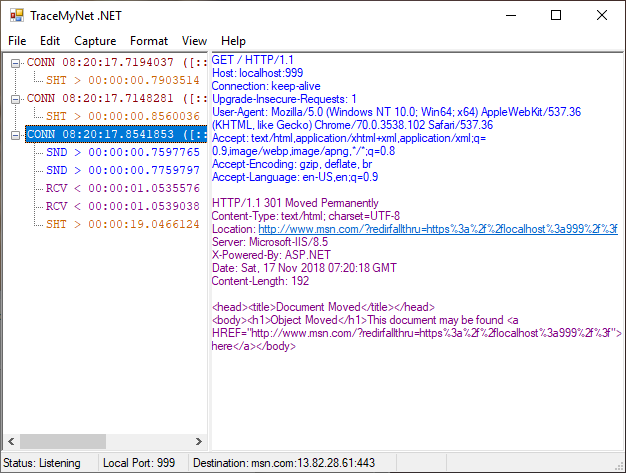 TraceMyNet .NET
File Edit Capture Format View Help
CONN 08:20:17.7194037 ([::
SHT > 00:00:00.7903514
CONN 08:20:17.7148281 ([::
SHT > 00:00:00.8560036
CONN 08:20:17.8541853 ([::
SND > 00:00:00.7597765
SND > 00:00:00.7759797
RCV < 00:00:01.0535576
RCV < 00:00:01.0539038
SHT > 00:00:19.0466124
GET / HTTP/1.1
Host: localhost:999
Connection: keep-alive
Upgrade-Insecure-Requests: 1
User-Agent: Mozilla/5.0 (Windows NT 10.0; Win64; x64) AppleWebKit/537.36
(KHTML, like Gecko) Chrome/70.0.3538.102 Safari/537.36
Accept: text/html,application/xhtml+xml,application/xml;q=
0.9,image/webp,image/apng,*/*;q=0.8
Accept-Encoding: gzip, deflate, br
Accept-Language: en-US,en;q=0.9
HTTP/1.1 301 Moved Permanently
Content-Type: text/html; charset=UTF-8
Location: http://www.msn.com/?redirfallthru=https%3a%2f%2flocalhost%3a999%2f%3f
Server: Microsoft-IIS/8.5
X-Powered-By: ASP.NET
Date: Sat, 17 Nov 2018 07:20:18 GMT
Content-Length: 192
<head><title>Document Moved</title></head>
<body><h1>Object Moved</h1>This document may be found <a
HREF="http://www.msn.com/?redirfallthru=https%3a%2f%2flocalhost%3a999%2f%3f">
here</a></body>
Status: Listening Local Port: 999 Destination: msn.com:13.82.28.61:443